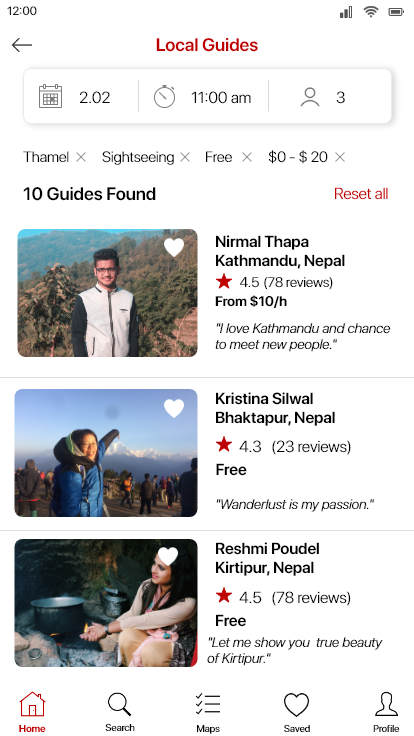 12:00
Local Guides
2.02 11:00 am 3
Thamel Sightseeing Free $0 - $ 20
10 Guides Found Reset all
Nirmal Thapa
Kathmandu, Nepal
4.5 (78 reviews)
From $10/h
"I love Kathmandu and chance
to meet new people."
Kristina Silwal
Bhaktapur, Nepal
4.3 (23 reviews)
Free
"Wanderlust is my passion."
Reshmi Poudel
Kirtipur, Nepal
4.5 (78 reviews)
Free
"Let me show you true beauty
of Kirtipur."
Home Search Maps Saved Profile